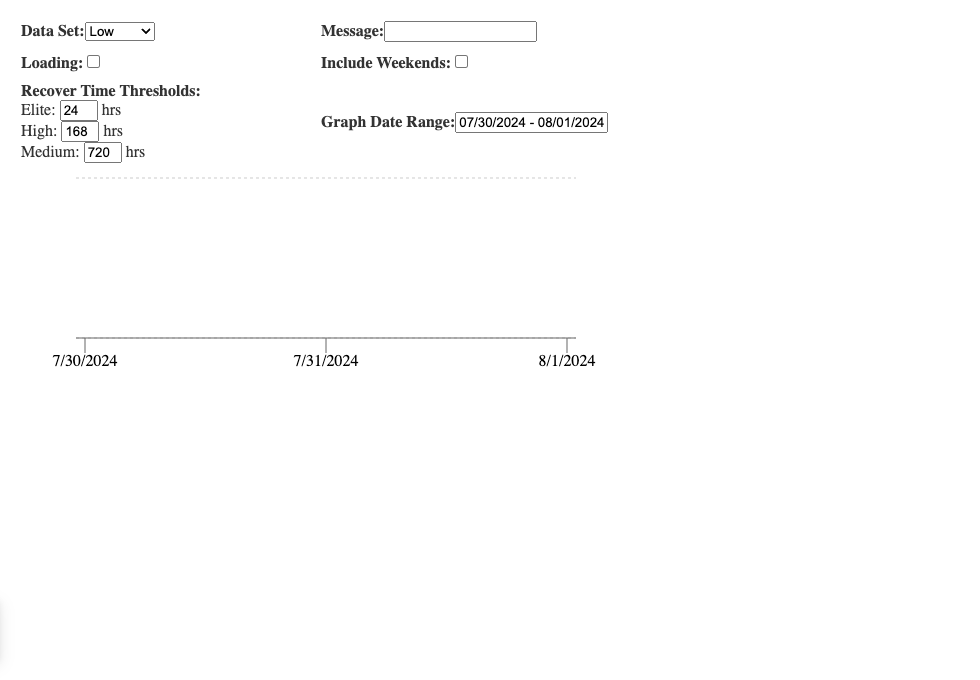 Data Set: Low
Message:
Loading:
Include Weekends:
Recover Time Thresholds:
Elite: 24 hrs
High: 168 hrs
Medium: 720 hrs
Graph Date Range: 07/30/2024 - 08/01/2024
7/30/2024 7/31/2024 8/1/2024